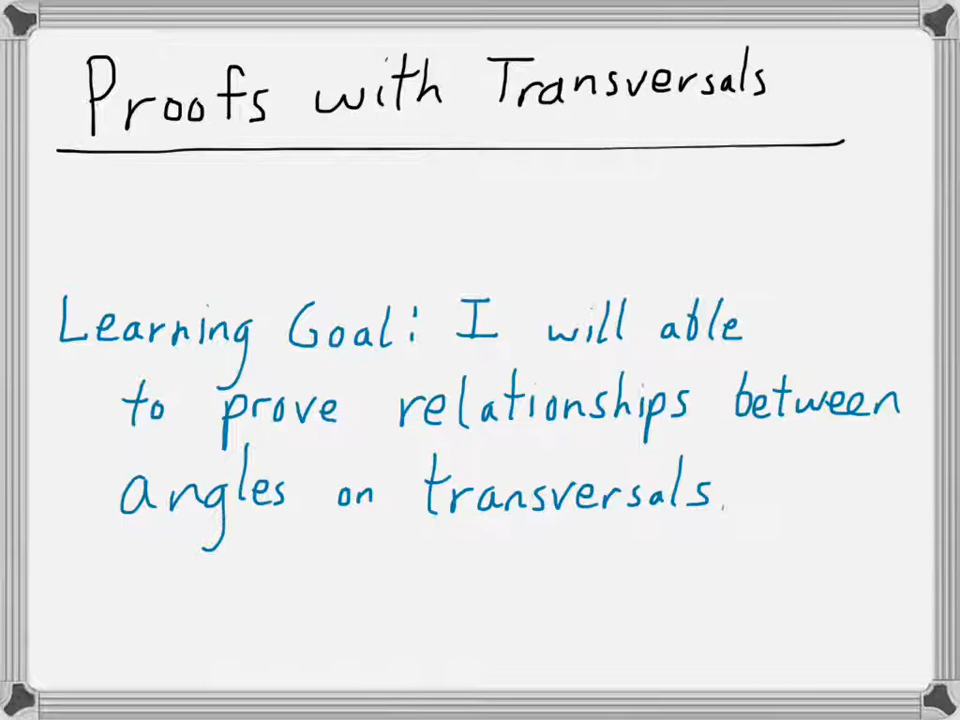 Proofs with Transversals
Learning Goal: I will able
to prove relationships between
angles on transversals.